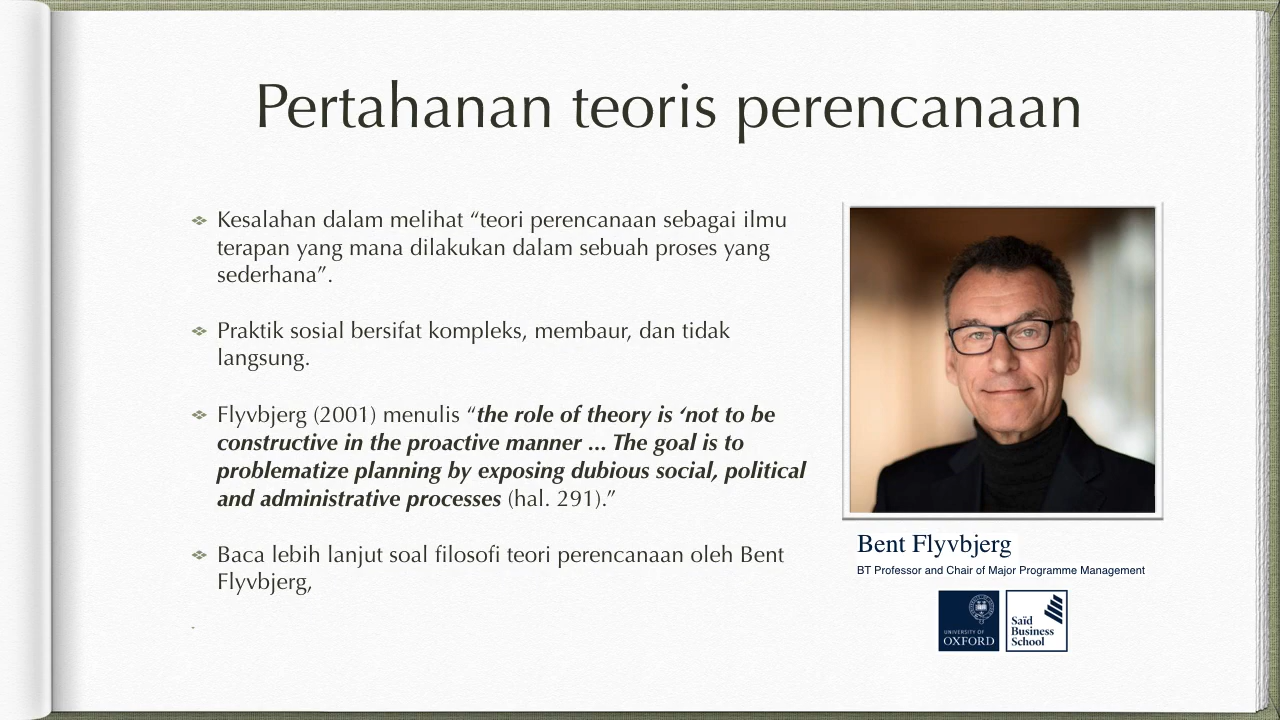 Pertahanan teoris perencanaan
Kesalahan dalam melihat “teori perencanaan sebagai ilmu
terapan yang mana dilakukan dalam sebuah proses yang
sederhana”.
Praktik sosial bersifat kompleks, membaur, dan tidak
langsung.
Flyvbjerg (2001) menulis “the role of theory is ‘not to be
constructive in the proactive manner ... The goal is to
problematize planning by exposing dubious social, political
and administrative processes (hal. 291).”
Baca lebih lanjut soal filosofi teori perencanaan oleh Bent
Flyvbjerg,
Bent Flyvbjerg
BT Professor and Chair of Major Programme Management
UNIVERSITY OF
OXFORD
Saïd
Business
School